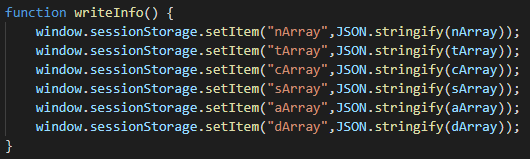 function writeInfo() {
    window.sessionStorage.setItem("nArray",JSON.stringify(nArray));
    window.sessionStorage.setItem("tArray",JSON.stringify(tArray));
    window.sessionStorage.setItem("cArray",JSON.stringify(cArray));
    window.sessionStorage.setItem("sArray",JSON.stringify(sArray));
    window.sessionStorage.setItem("aArray",JSON.stringify(aArray));
    window.sessionStorage.setItem("dArray",JSON.stringify(dArray));
}